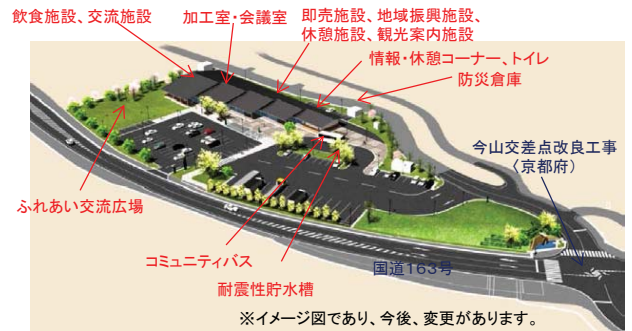 飲食施設、交流施設
加工室・会議室
即売施設、地域振興施設、
休憩施設、観光案内施設
情報・休憩コーナー、トイレ
防災倉庫
今山交差点改良工事
（京都府）
ふれあい交流広場
コミュニティバス
国道163号
耐震性貯水槽
※イメージ図であり、今後、変更があります。